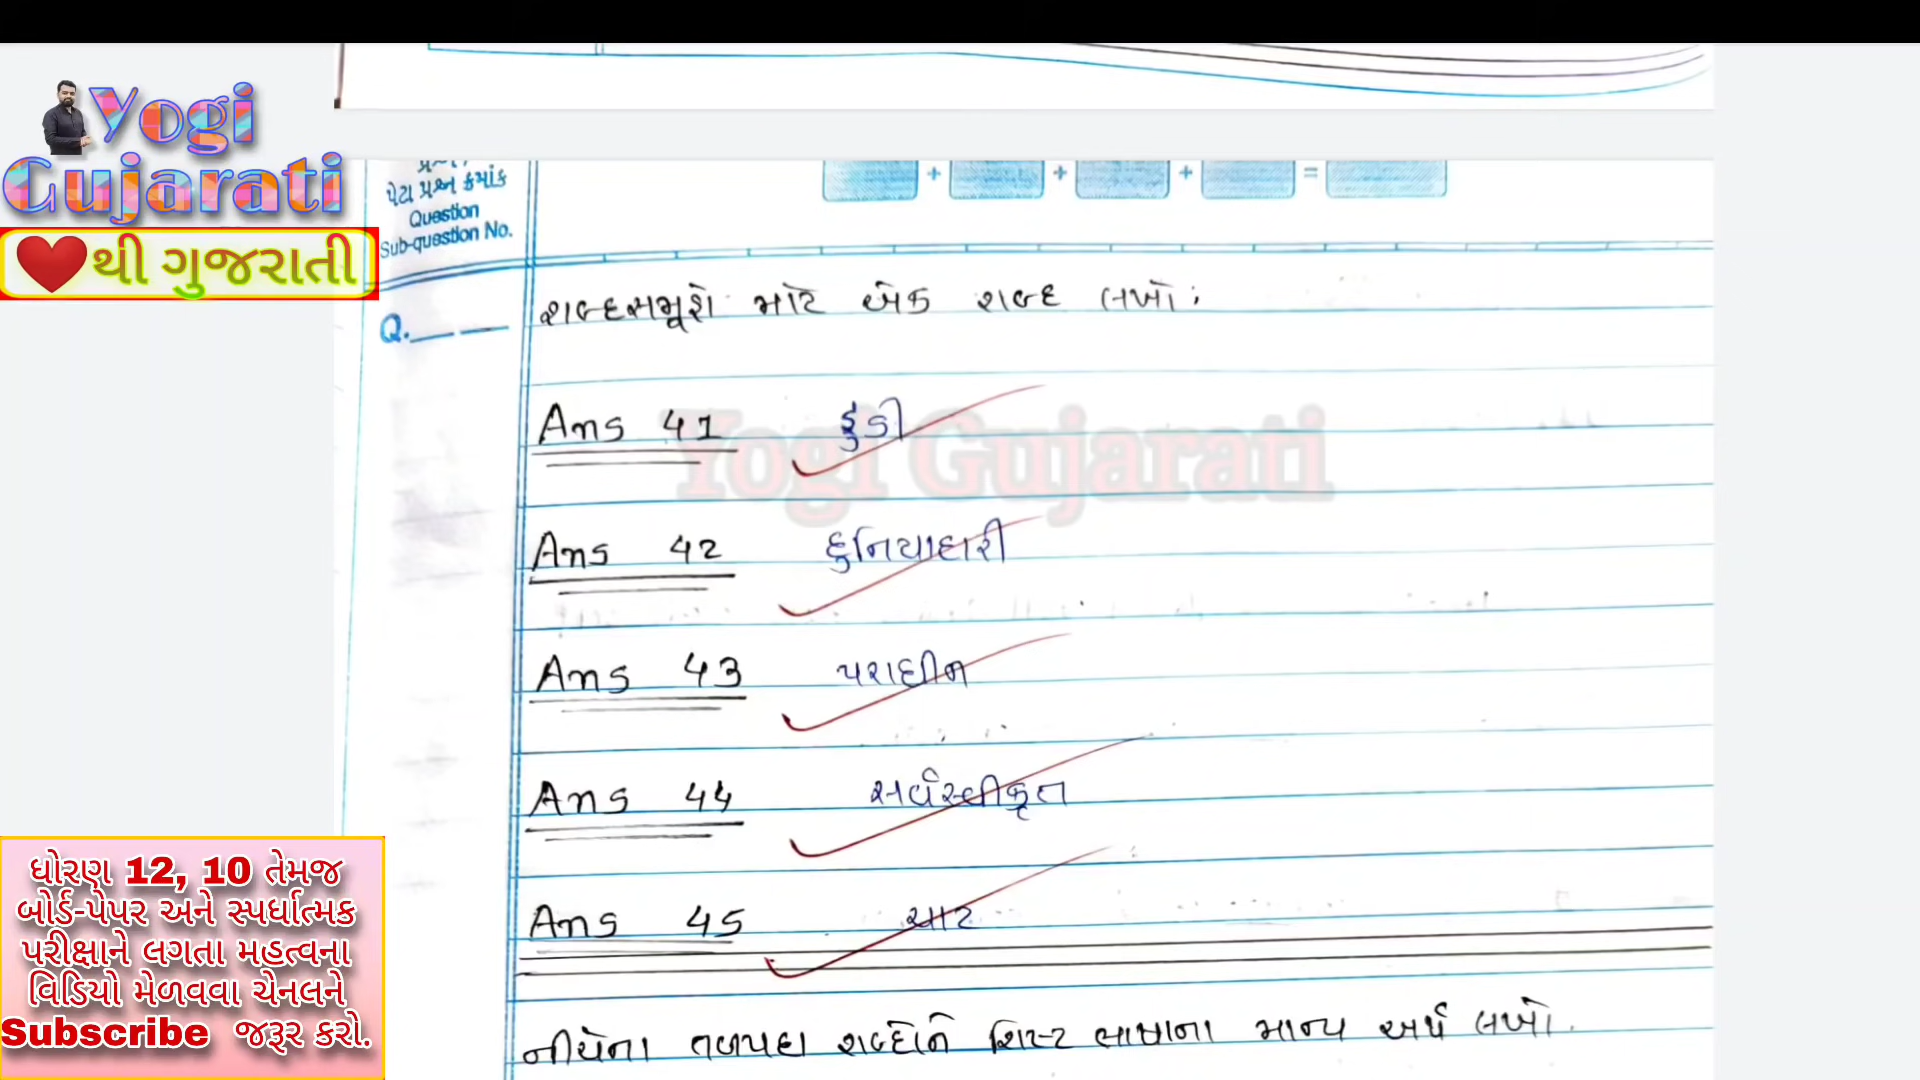 Yogi
Gujarati
થી ગુજરાતી
પેટા પ્રશ્ન ક્રમાંક
Question
Sub-question No.
+ + + =
Q.
શબ્દસમૂહો માટે એક શબ્દ લખો :
Ans 41 કુંડી
Yogi Gujarati
Ans 42 દુનિયાદારી
Ans 43 પરાધીન
Ans 44 સર્વસ્વીકૃત
Ans 45
નીચેના તળપદા શબ્દોને શિષ્ટ ભાષાના માન્ય અર્થ લખો.
ધોરણ 12, 10 તેમજ
બોર્ડ-પેપર અને સ્પર્ધાત્મક
પરીક્ષાને લગતા મહત્વના
વિડિયો મેળવવા ચેનલને
Subscribe જરૂર કરો.